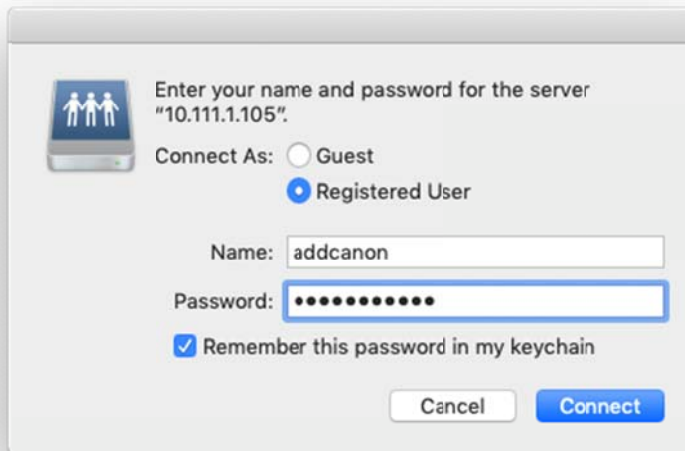 Enter your name and password for the server
“10.111.1.105”.
Connect As: Guest
Registered User
Name: addcanon
Password: •••••••••••
Remember this password in my keychain
Cancel Connect